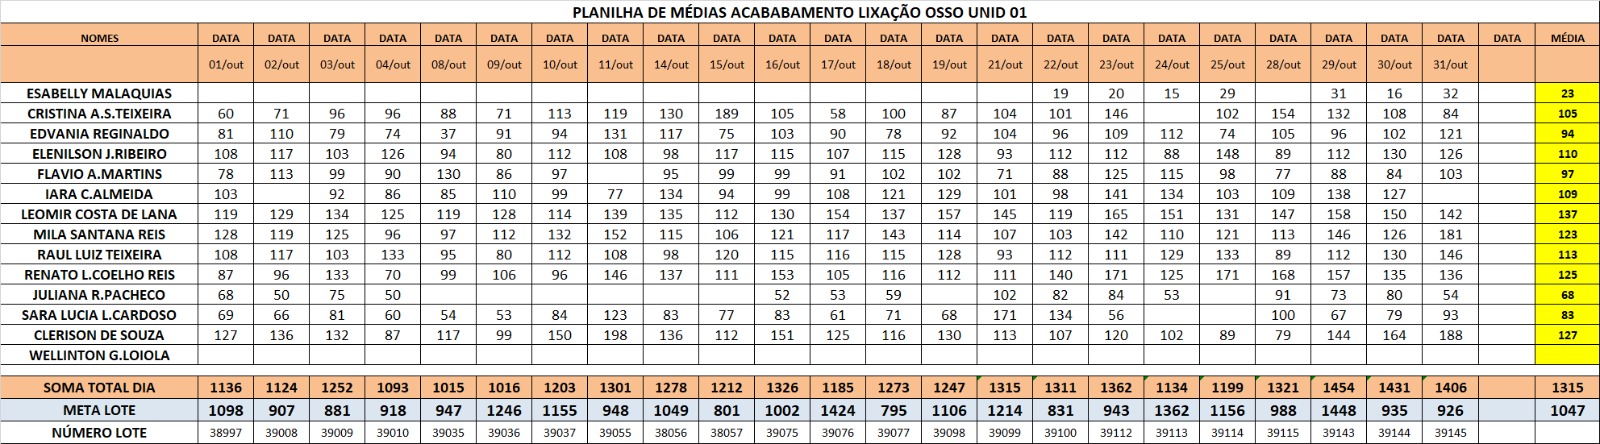 PLANILHA DE MÉDIAS ACABABAMENTO LIXAÇÃO OSSO UNID 01
NOMES DATA DATA DATA DATA DATA DATA DATA DATA DATA DATA DATA DATA DATA DATA DATA DATA DATA DATA DATA DATA DATA DATA DATA DATA MÉDIA
01/out 02/out 03/out 04/out 08/out 09/out 10/out 11/out 14/out 15/out 16/out 17/out 18/out 19/out 21/out 22/out 23/out 24/out 25/out 28/out 29/out 30/out 31/out
ESABELLY MALAQUIAS 19 20 15 29 31 16 32 23
CRISTINA A.S.TEIXEIRA 60 71 96 96 88 71 113 119 130 189 105 58 100 87 104 101 146 102 154 132 108 84 105
EDVANIA REGINALDO 81 110 79 74 37 91 94 131 117 75 103 90 78 92 104 96 109 112 74 105 96 102 121 94
ELENILSON J.RIBEIRO 108 117 103 126 94 80 112 108 98 117 115 107 115 128 93 112 112 88 148 89 112 130 126 110
FLAVIO A.MARTINS 78 113 99 90 130 86 97 95 99 99 91 102 102 71 88 125 115 98 77 88 84 103 97
IARA C.ALMEIDA 103 92 86 85 110 99 77 134 94 99 108 121 129 101 98 141 134 103 109 138 127 109
LEOMIR COSTA DE LANA 119 129 134 125 119 128 114 139 135 112 130 154 137 157 145 119 165 151 131 147 158 150 142 137
MILA SANTANA REIS 128 119 125 96 97 112 132 152 115 106 121 117 143 114 107 103 142 110 121 113 146 126 181 123
RAUL LUIZ TEIXEIRA 108 117 103 133 95 80 112 108 98 120 115 116 115 128 93 112 111 129 133 89 112 130 146 113
RENATO L.COELHO REIS 87 96 133 70 99 106 96 146 137 111 153 105 116 112 111 140 171 125 171 168 157 135 136 125
JULIANA R.PACHECO 68 50 75 50 52 53 59 102 82 84 53 91 73 80 54 68
SARA LUCIA L.CARDOSO 69 66 81 60 54 53 84 123 83 77 83 61 71 68 171 134 56 100 67 79 93 83
CLERISON DE SOUZA 127 136 132 87 117 99 150 198 136 112 151 125 116 130 113 107 120 102 89 79 144 164 188 127
WELLINTON G.LOIOLA
SOMA TOTAL DIA 1136 1124 1252 1093 1015 1016 1203 1301 1278 1212 1326 1185 1273 1247 1315 1311 1362 1134 1199 1321 1454 1431 1406 1315
META LOTE 1098 907 881 918 947 1246 1155 948 1049 801 1002 1424 795 1106 1214 831 943 1362 1156 988 1448 935 926 1047
NÚMERO LOTE 38997 39008 39009 39010 39035 39036 39037 39055 38056 38057 39075 39076 39077 39098 39099 39100 39112 39113 39114 39115 39143 39144 39145